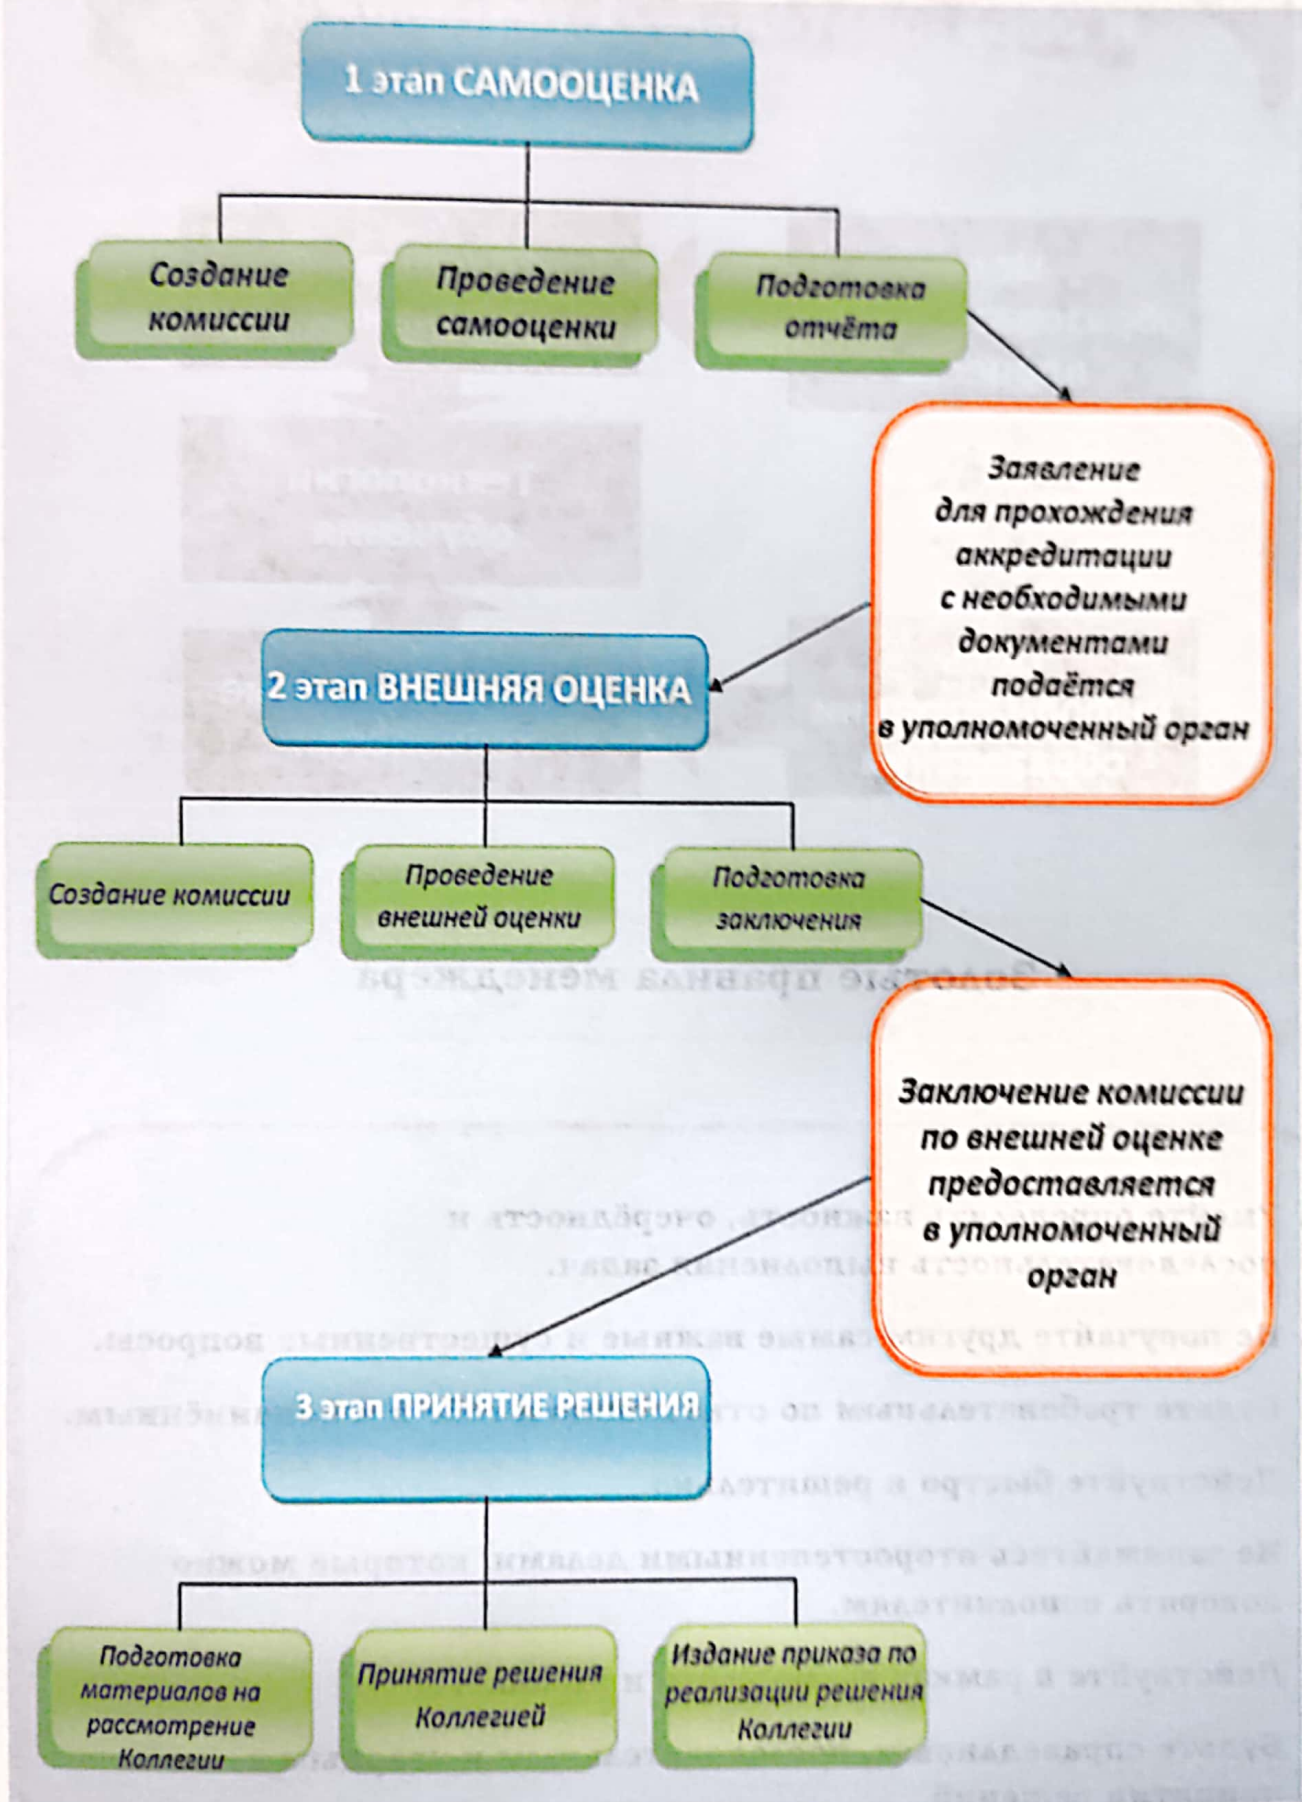 1 этап САМООЦЕНКА
Создание
комиссии
Проведение
самооценки
Подготовка
отчёта
Заявление
для прохождения
аккредитации
с необходимыми
документами
подаётся
в уполномоченный орган
2 этап ВНЕШНЯЯ ОЦЕНКА
Создание комиссии
Проведение
внешней оценки
Подготовка
заключения
Заключение комиссии
по внешней оценке
предоставляется
в уполномоченный
орган
3 этап ПРИНЯТИЕ РЕШЕНИЯ
Подготовка
материалов на
рассмотрение
Коллегии
Принятие решения
Коллегией
Издание приказа по
реализации решения
Коллегии